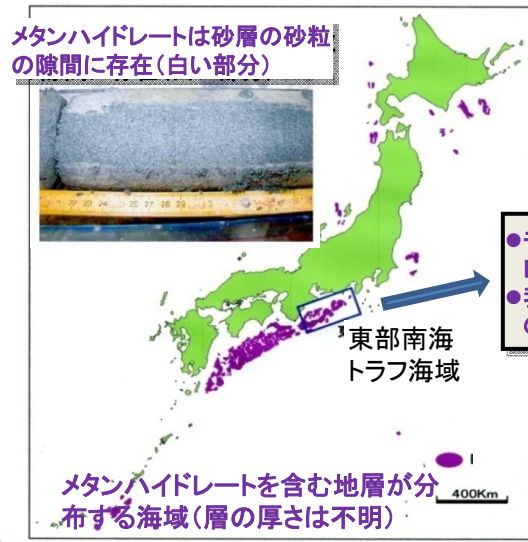 メタンハイドレートは砂層の砂粒
の隙間に存在(白い部分)
東部南海
トラフ海域
400Km
メタンハイドレートを含む地層が分
布する海域(層の厚さは不明)